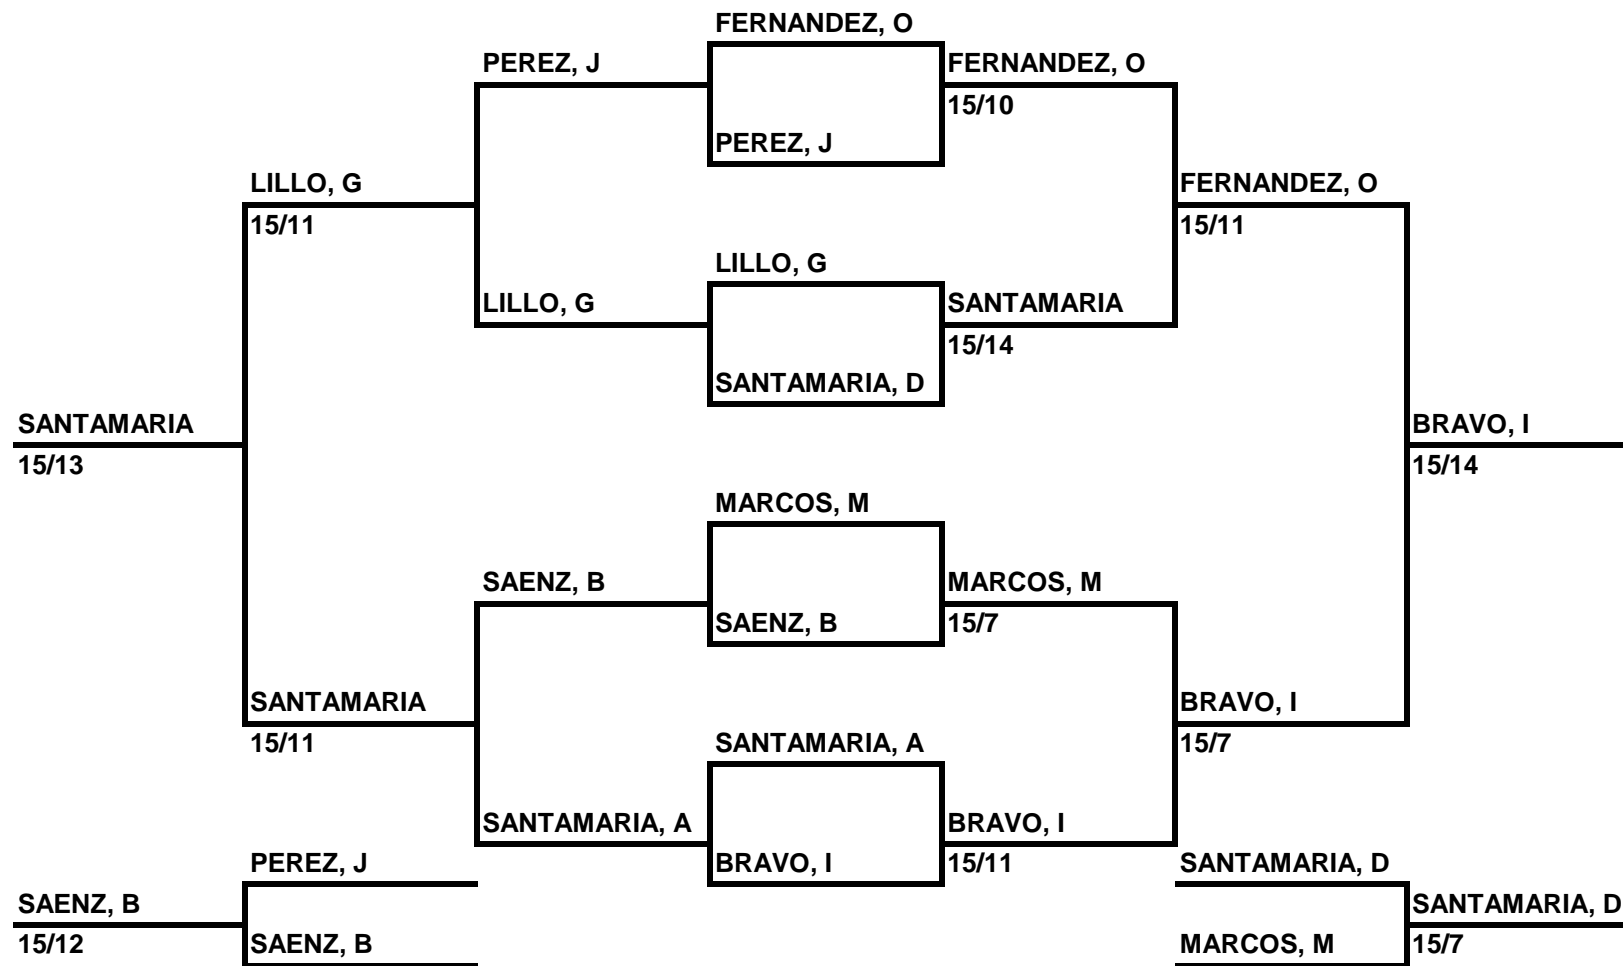 FERNANDEZ, O
PEREZ, J
FERNANDEZ, O
15/10
PEREZ, J
LILLO, G
FERNANDEZ, O
15/11
15/11
LILLO, G
LILLO, G
SANTAMARIA
15/14
SANTAMARIA, D
SANTAMARIA
BRAVO, I
15/13
15/14
MARCOS, M
SAENZ, B
MARCOS, M
SAENZ, B
15/7
SANTAMARIA
BRAVO, I
15/11
SANTAMARIA, A
15/7
SANTAMARIA, A
BRAVO, I
PEREZ, J
BRAVO, I
15/11
SANTAMARIA, D
SAENZ, B
SANTAMARIA, D
15/12
SAENZ, B
MARCOS, M
15/7